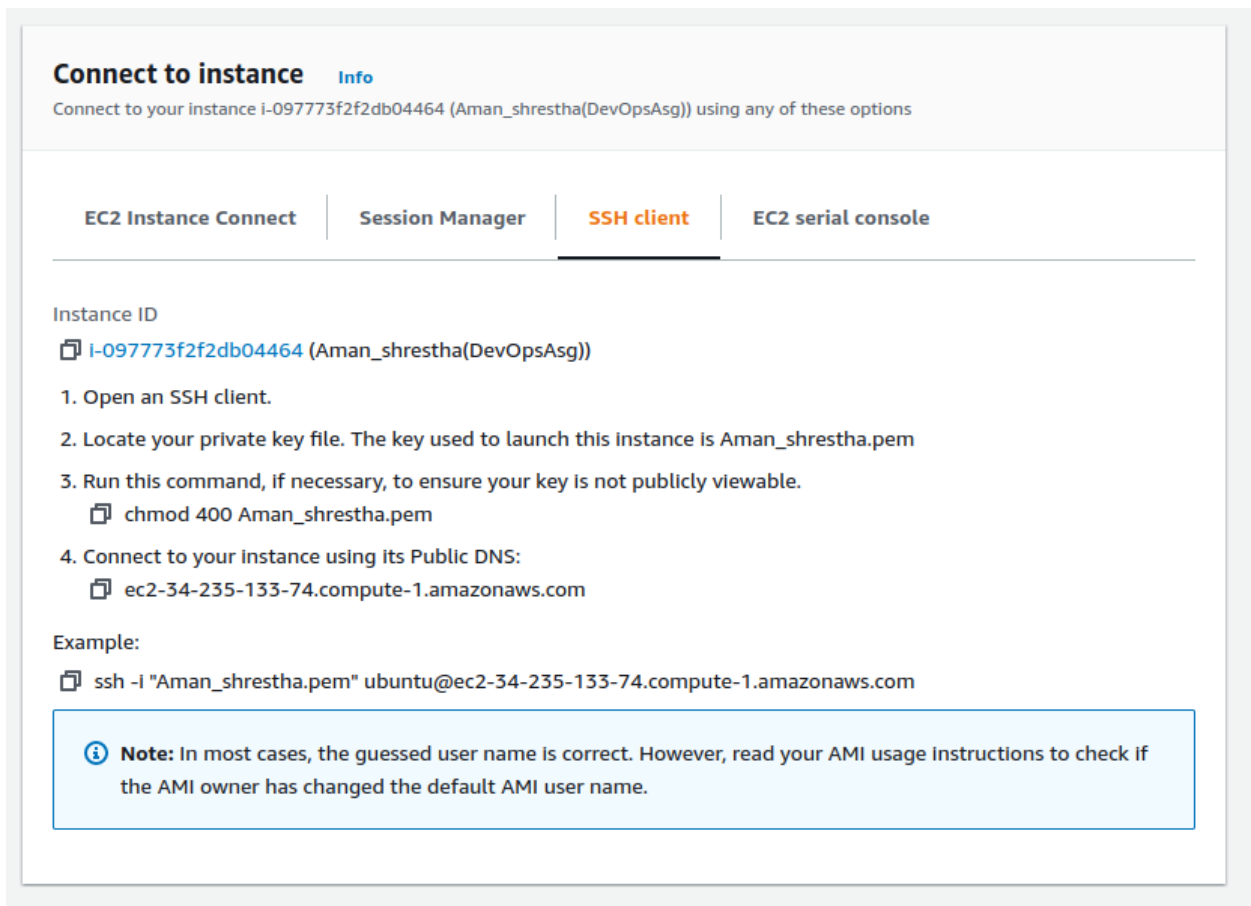 Connect to instance Info
Connect to your instance i-097773f2f2db04464 (Aman_shrestha(DevOpsAsg)) using any of these options
EC2 Instance Connect Session Manager SSH client EC2 serial console
Instance ID
i-097773f2f2db04464 (Aman_shrestha(DevOpsAsg))
1. Open an SSH client.
2. Locate your private key file. The key used to launch this instance is Aman_shrestha.pem
3. Run this command, if necessary, to ensure your key is not publicly viewable.
chmod 400 Aman_shrestha.pem
4. Connect to your instance using its Public DNS:
ec2-34-235-133-74.compute-1.amazonaws.com
Example:
ssh -i "Aman_shrestha.pem" ubuntu@ec2-34-235-133-74.compute-1.amazonaws.com
Note: In most cases, the guessed user name is correct. However, read your AMI usage instructions to check if
the AMI owner has changed the default AMI user name.